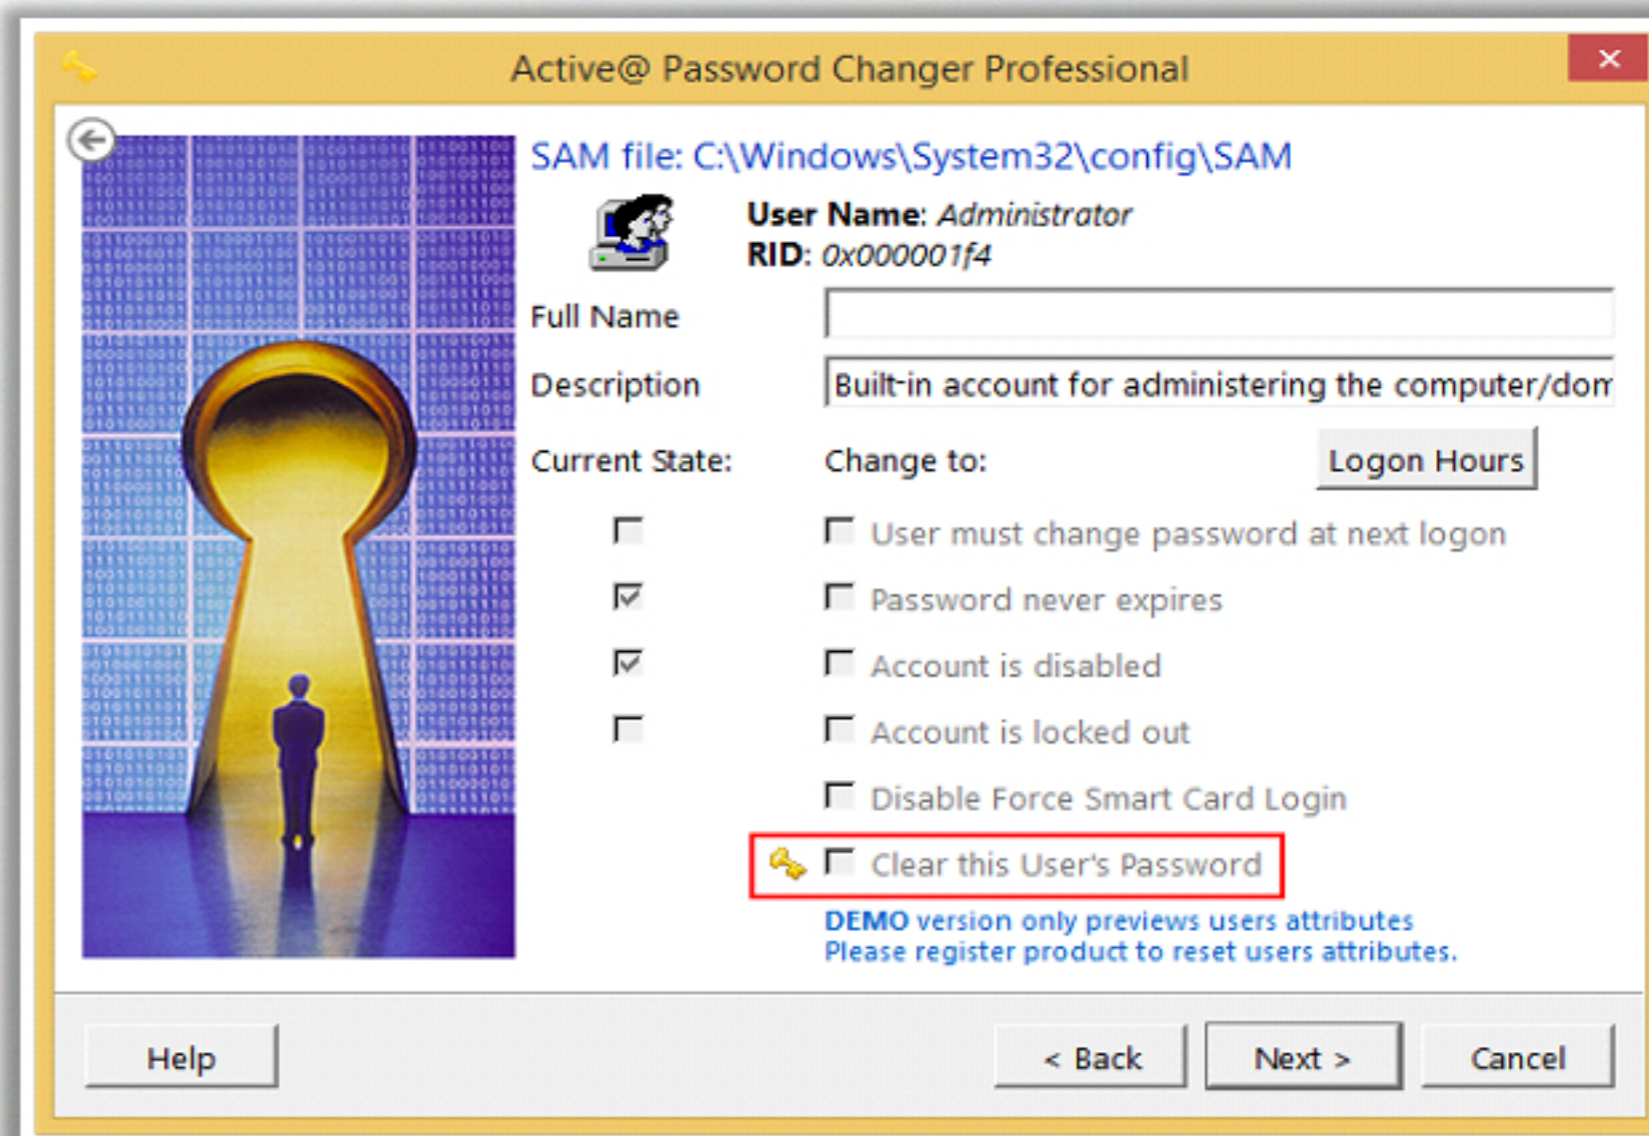 Active@ Password Changer Professional
SAM file: C:\Windows\System32\config\SAM
User Name: Administrator
RID: 0x000001f4
Full Name
Description
Built-in account for administering the computer/dom
Current State:
Change to:
Logon Hours
User must change password at next logon
Password never expires
Account is disabled
Account is locked out
Disable Force Smart Card Login
Clear this User's Password
DEMO version only previews users attributes
Please register product to reset users attributes.
Help
< Back
Next >
Cancel